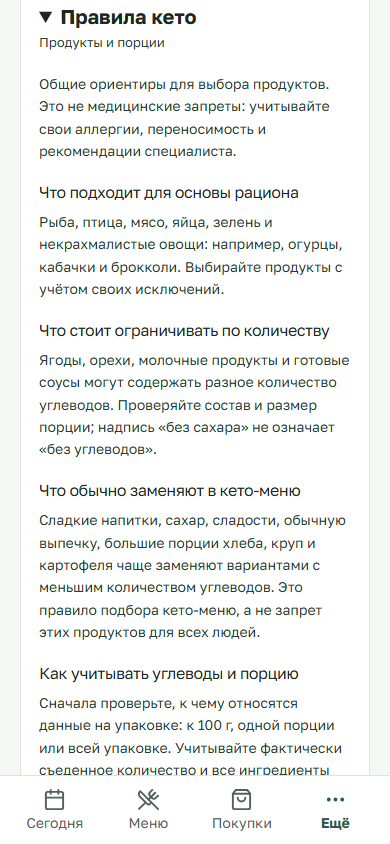 ▼ Правила кето
Продукты и порции
Общие ориентиры для выбора продуктов.
Это не медицинские запреты: учитывайте
свои аллергии, переносимость и
рекомендации специалиста.
Что подходит для основы рациона
Рыба, птица, мясо, яйца, зелень и
некрахмалистые овощи: например, огурцы,
кабачки и брокколи. Выбирайте продукты с
учётом своих исключений.
Что стоит ограничивать по количеству
Ягоды, орехи, молочные продукты и готовые
соусы могут содержать разное количество
углеводов. Проверяйте состав и размер
порции; надпись «без сахара» не означает
«без углеводов».
Что обычно заменяют в кето-меню
Сладкие напитки, сахар, сладости, обычную
выпечку, большие порции хлеба, круп и
картофеля чаще заменяют вариантами с
меньшим количеством углеводов. Это
правило подбора кето-меню, а не запрет
этих продуктов для всех людей.
Как учитывать углеводы и порцию
Сначала проверьте, к чему относятся
данные на упаковке: к 100 г, одной порции
или всей упаковке. Учитывайте фактически
съеденное количество и все ингредиенты
Сегодня Меню Покупки Ещё